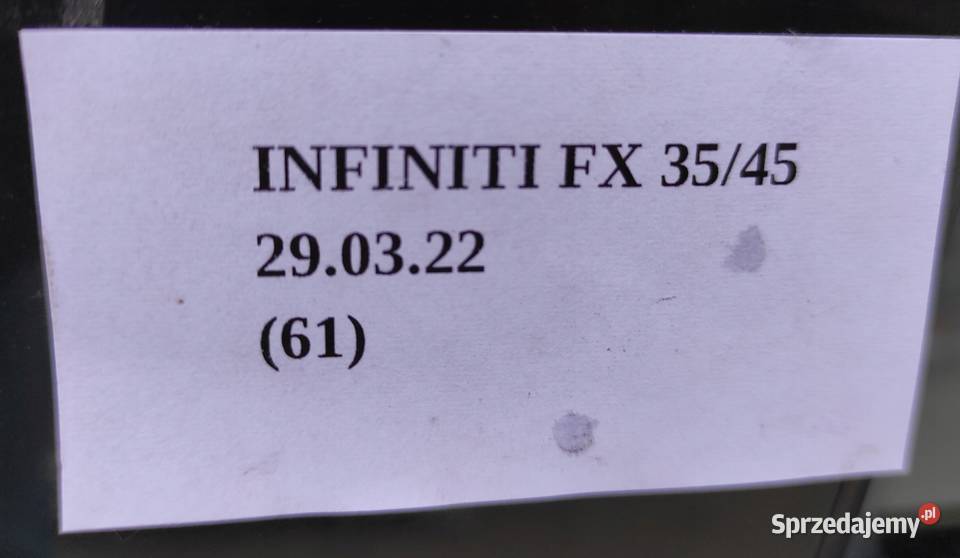 INFINITI FX 35/45
29.03.22
(61)
Sprzedajemy.pl